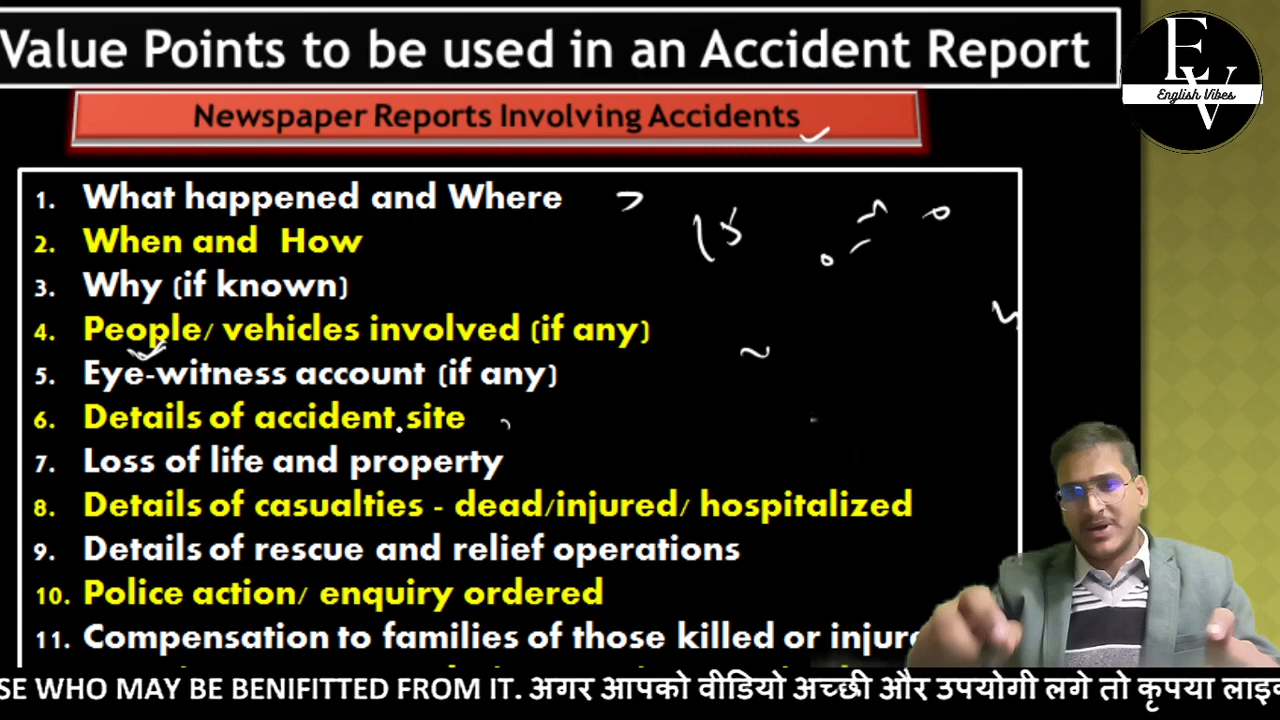 Value Points to be used in an Accident Report
EV
English Vibes
Newspaper Reports Involving Accidents
1. What happened and Where
2. When and How
3. Why (if known)
4. People/ vehicles involved (if any)
5. Eye-witness account (if any)
6. Details of accident site
7. Loss of life and property
8. Details of casualties - dead/injured/ hospitalized
9. Details of rescue and relief operations
10. Police action/ enquiry ordered
11. Compensation to families of those killed or injur
SE WHO MAY BE BENIFITTED FROM IT. अगर आपको वीडियो अच्छी और उपयोगी लगे तो कृपया लाइक